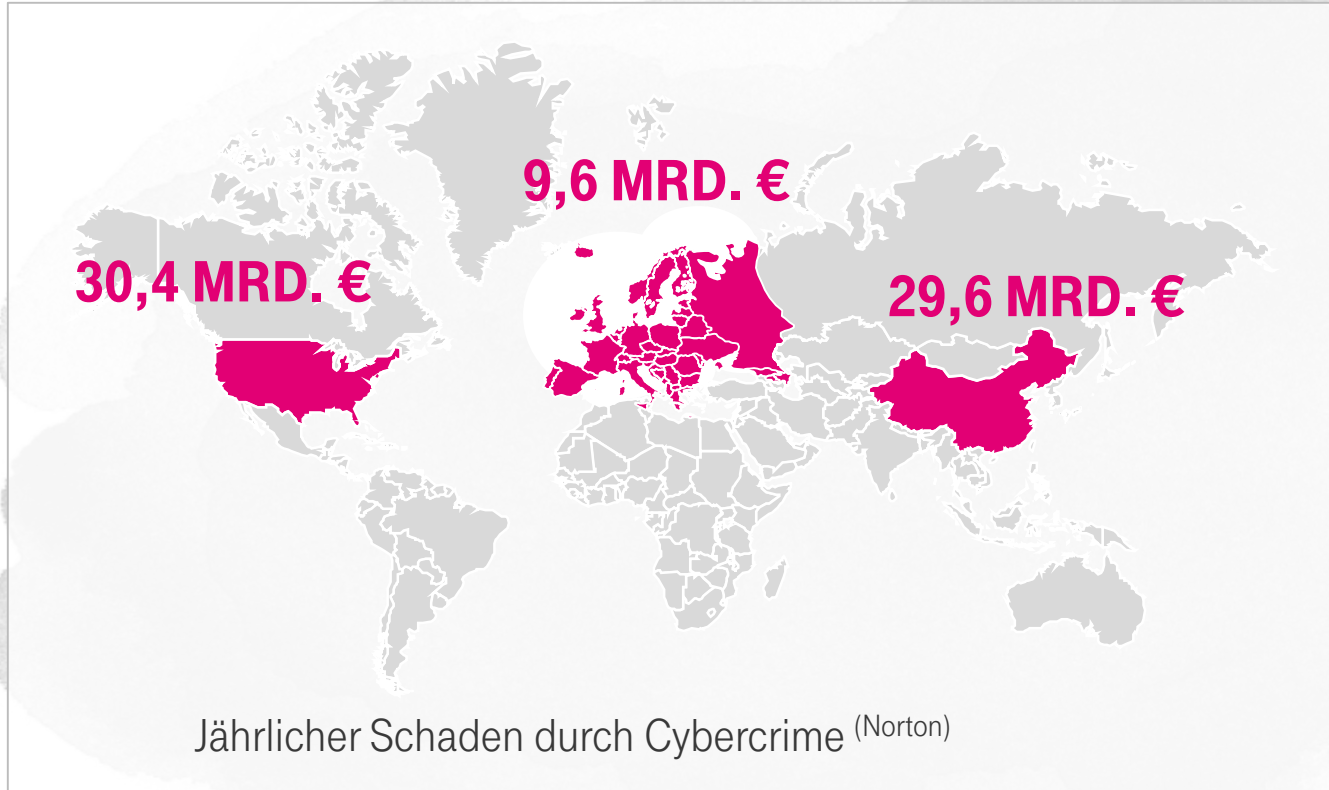 9,6 MRD. €
30,4 MRD. €
29,6 MRD. €
Jährlicher Schaden durch Cybercrime (Norton)